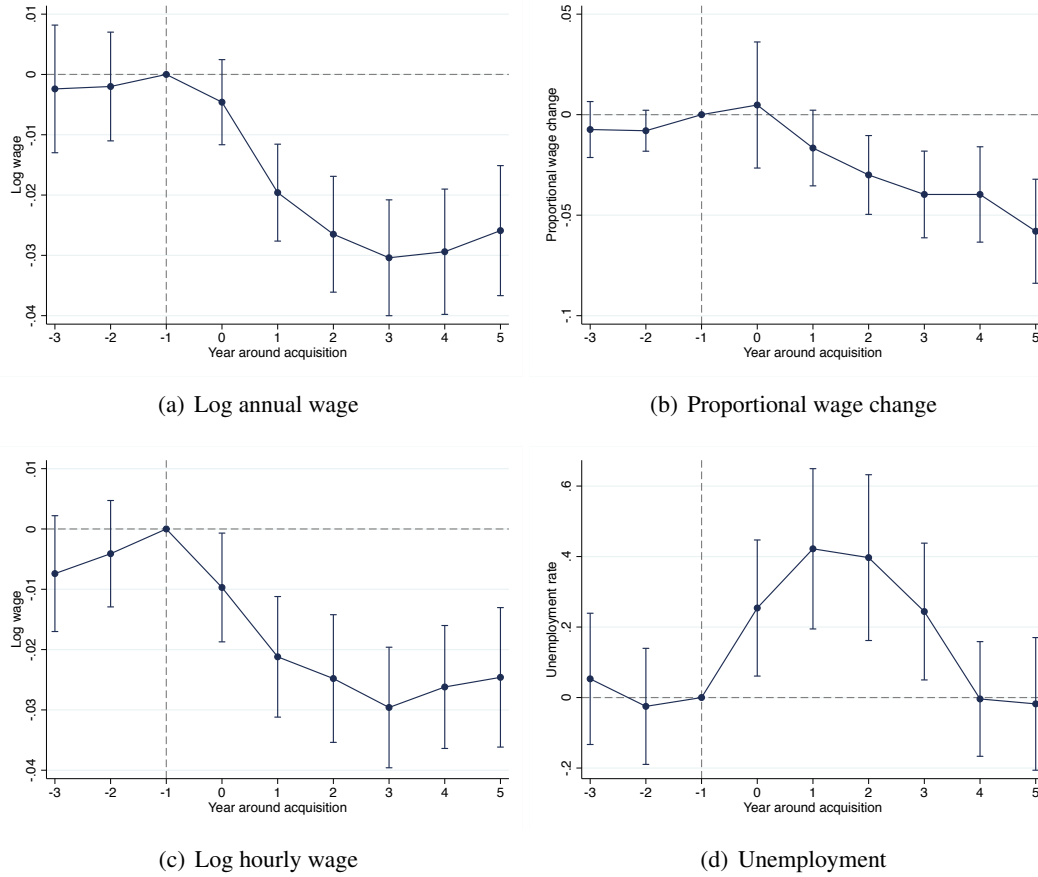 .01
0
-.01
-.02
-.03
-.04
Log wage
-3 -2 -1 0 1 2 3 4 5
Year around acquisition
(a) Log annual wage
.05
0
-.05
-.1
Proportional wage change
-3 -2 -1 0 1 2 3 4 5
Year around acquisition
(b) Proportional wage change
.01
0
-.01
-.02
-.03
-.04
Log wage
-3 -2 -1 0 1 2 3 4 5
Year around acquisition
(c) Log hourly wage
.6
.4
.2
0
-.2
Unemployment rate
-3 -2 -1 0 1 2 3 4 5
Year around acquisition
(d) Unemployment